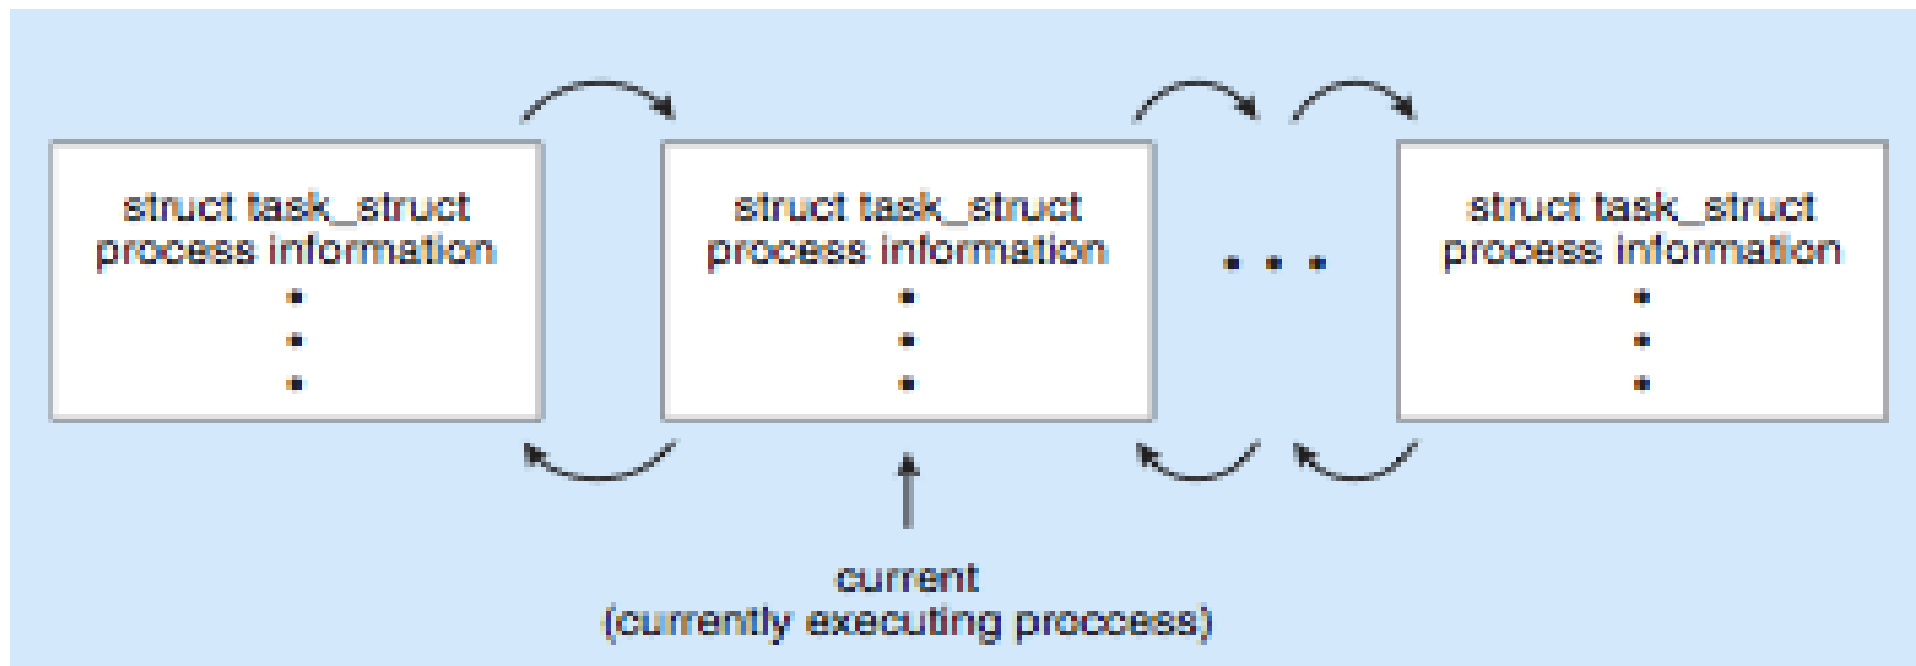 struct task_struct
process information
struct task_struct
process information
struct task_struct
process information
current
(currently executing proccess)